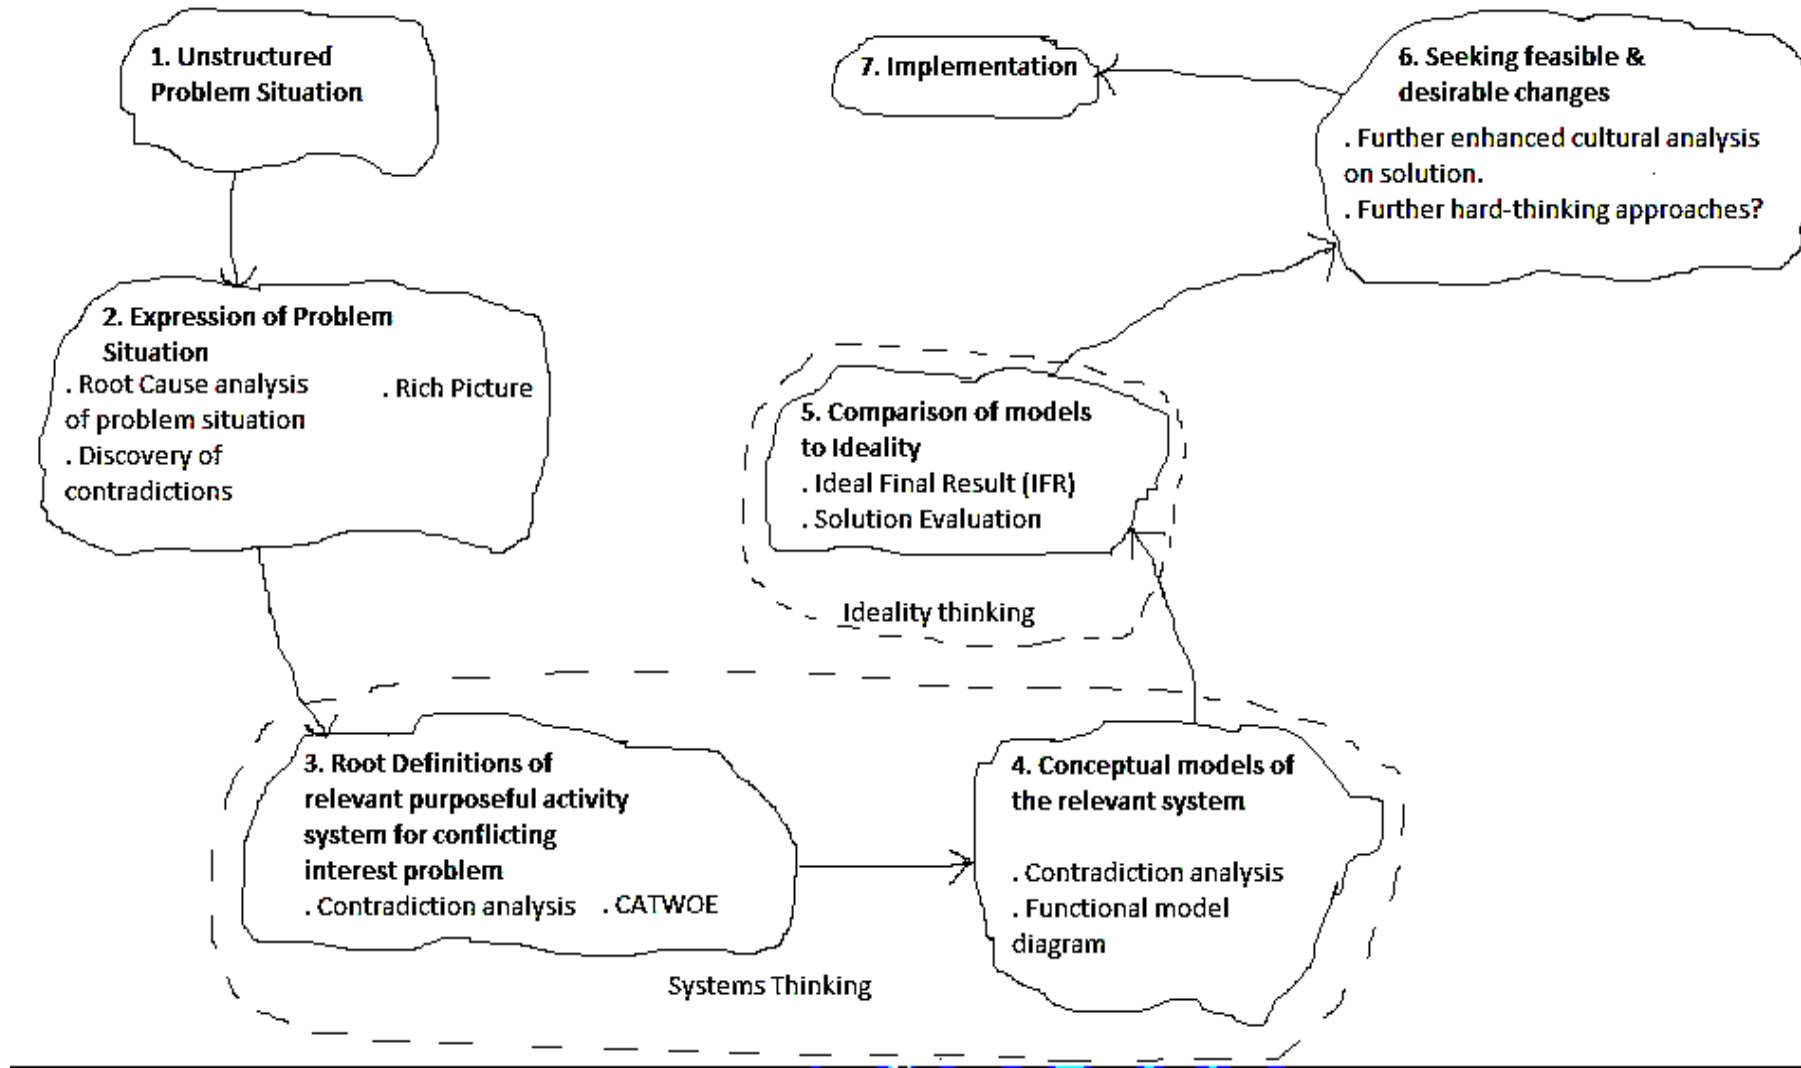 1. Unstructured
Problem Situation
2. Expression of Problem
Situation
. Root Cause analysis
of problem situation
. Discovery of
contradictions
. Rich Picture
3. Root Definitions of
relevant purposeful activity
system for conflicting
interest problem
. Contradiction analysis
. CATWOE
Systems Thinking
4. Conceptual models of
the relevant system
. Contradiction analysis
. Functional model
diagram
5. Comparison of models
to Ideality
. Ideal Final Result (IFR)
. Solution Evaluation
Ideality thinking
6. Seeking feasible &
desirable changes
. Further enhanced cultural analysis
on solution.
. Further hard-thinking approaches?
7. Implementation